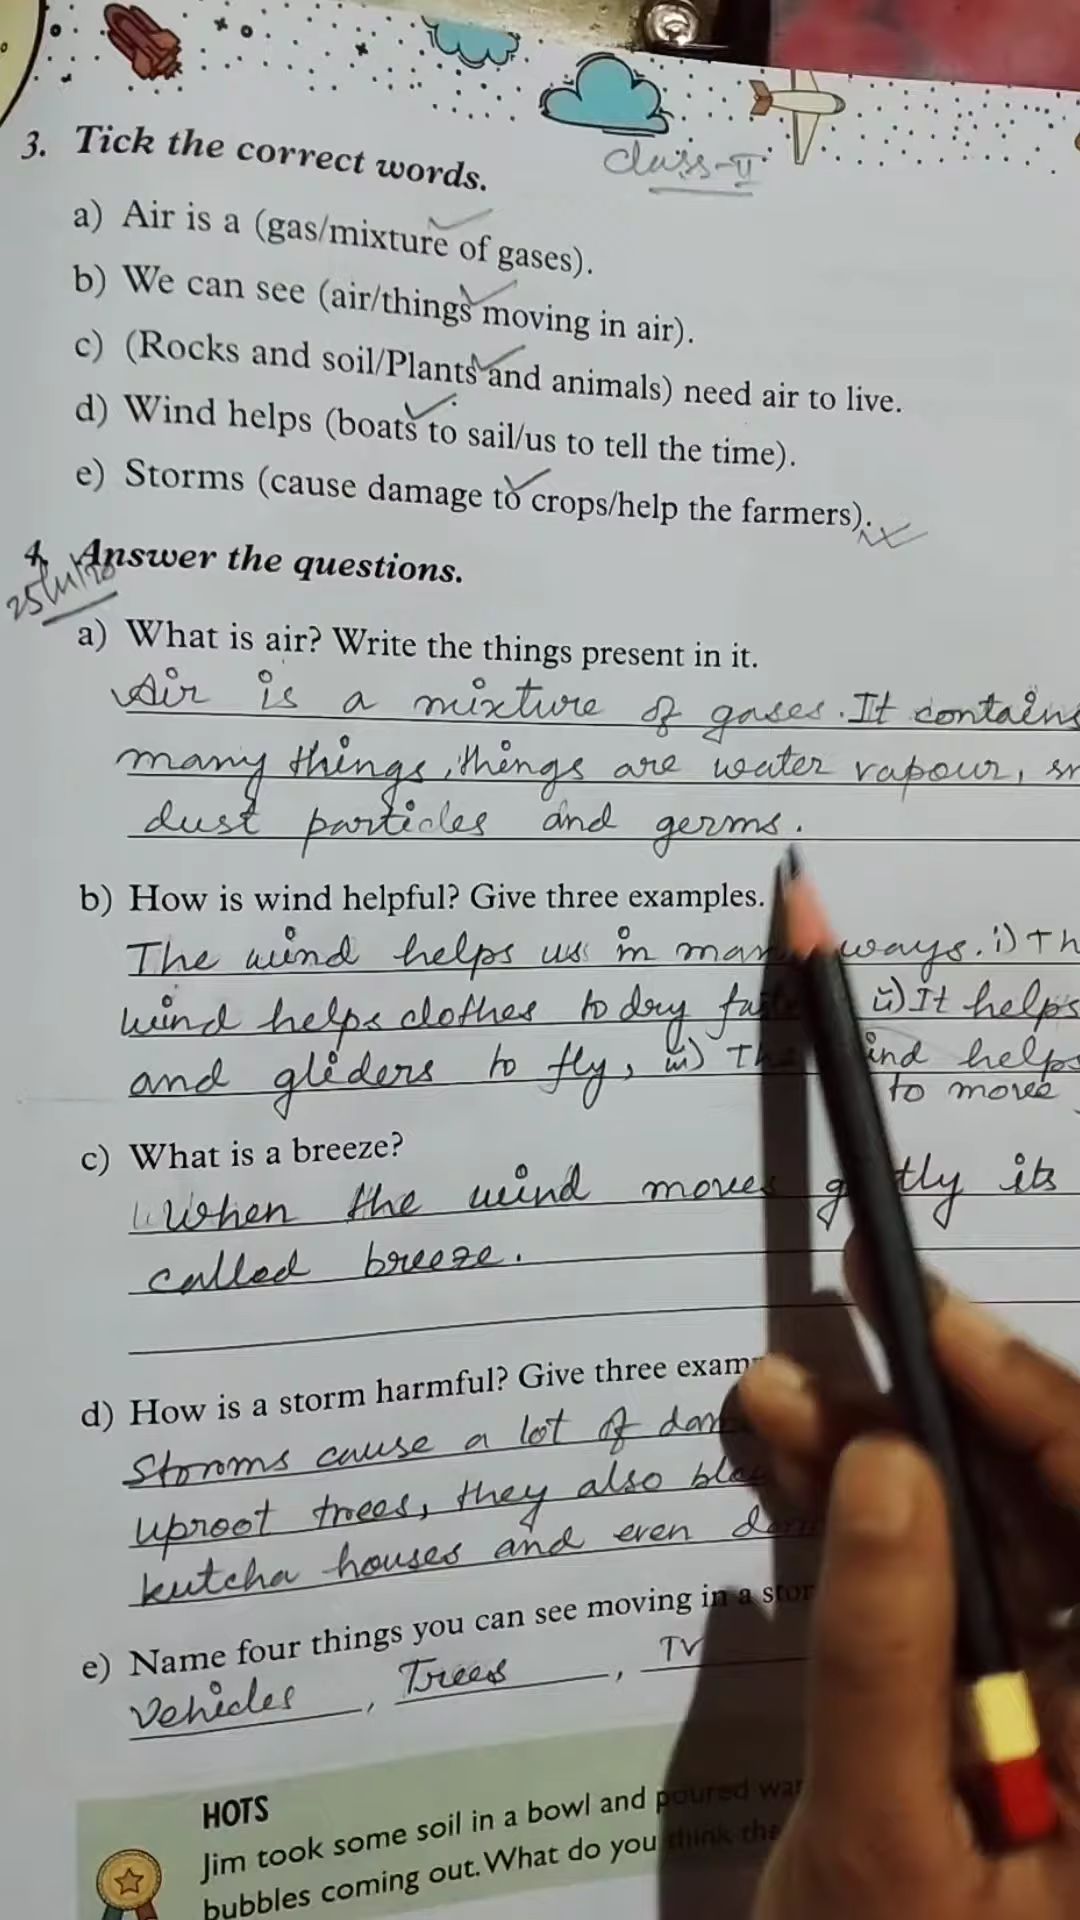 Class-II
3. Tick the correct words.
a) Air is a (gas/mixture of gases).
b) We can see (air/things moving in air).
c) (Rocks and soil/Plants and animals) need air to live.
d) Wind helps (boats to sail/us to tell the time).
e) Storms (cause damage to crops/help the farmers).
4. Answer the questions.
a) What is air? Write the things present in it.
Air is a mixture of gases. It contains
many things, things are water vapour,
dust particles and germs.
b) How is wind helpful? Give three examples.
The wind helps us in many ways. i)
wind helps clothes to dry ii) It helps
and gliders to fly, iii) helps
to move
c) What is a breeze?
When the wind moves gently its
called breeze.
d) How is a storm harmful? Give three
Storms cause a lot of
uproot trees, they also
kutcha houses and even
e) Name four things you can see moving in a
Vehicles, Trees, TV
HOTS
Jim took some soil in a bowl and poured
bubbles coming out. What do you think